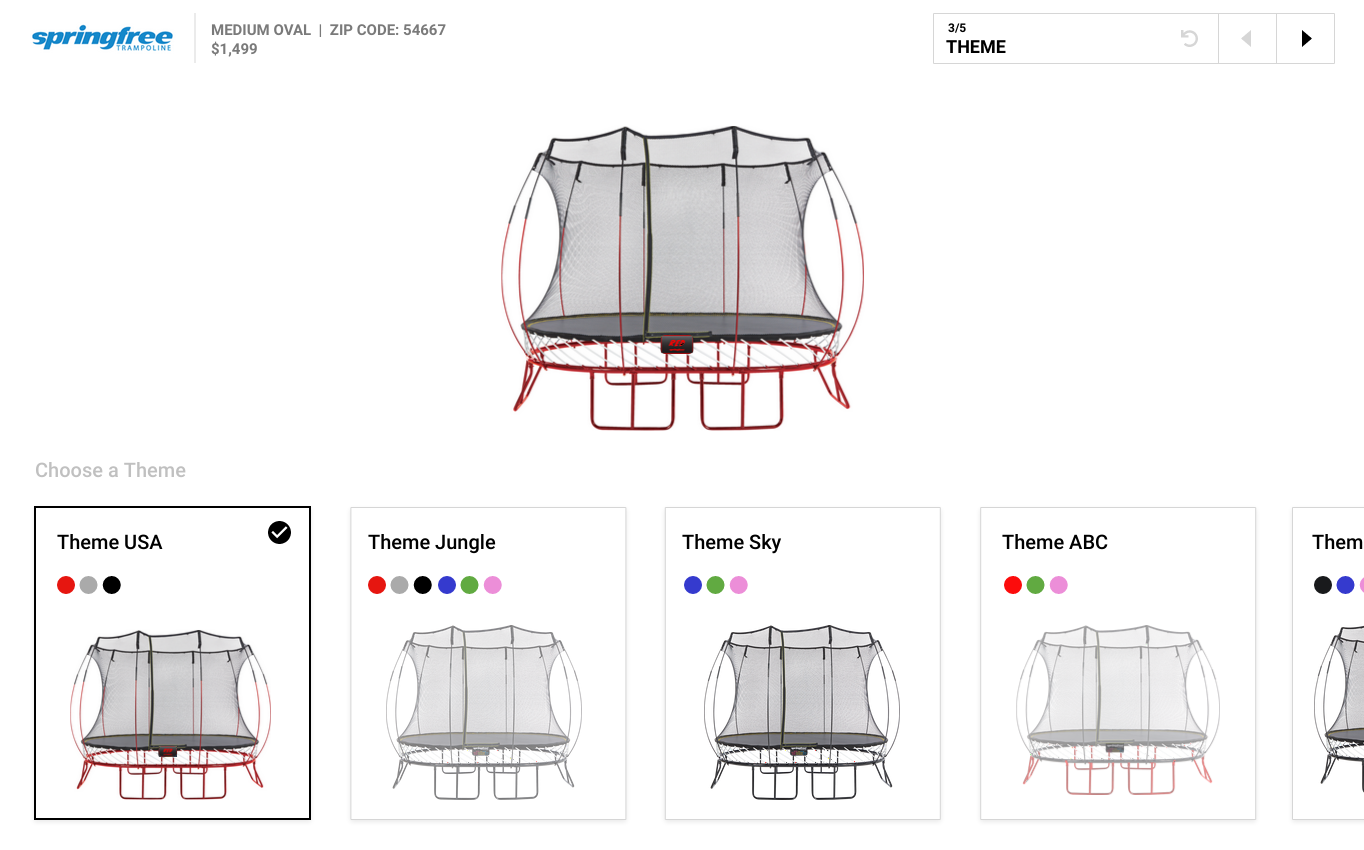 springfree
TRAMPOLINE
MEDIUM OVAL | ZIP CODE: 54667
$1,499
3/5
THEME
Choose a Theme
Theme USA
Theme Jungle
Theme Sky
Theme ABC
Them